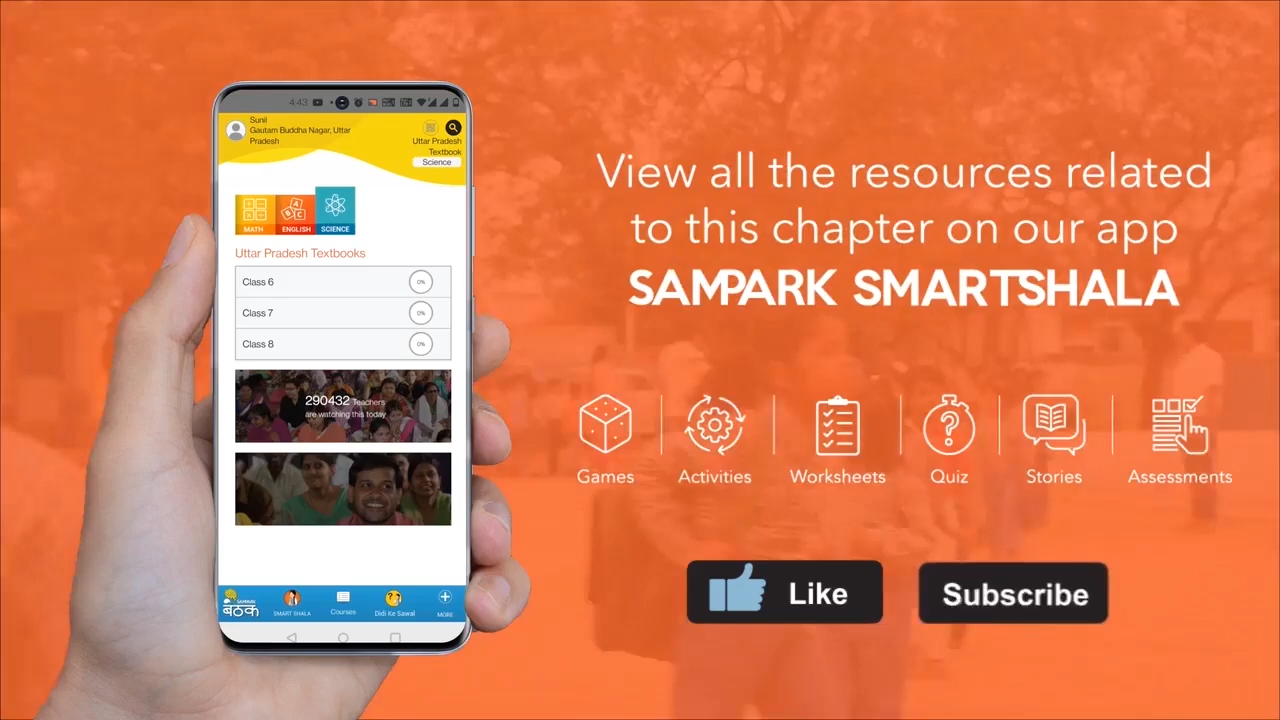 4:43
Sunil
Gautam Buddha Nagar, Uttar
Pradesh
Uttar Pradesh
Textbook
Science
MATH
ENGLISH
SCIENCE
Uttar Pradesh Textbooks
Class 6
0%
Class 7
0%
Class 8
0%
290432 Teachers
are watching this today
SAMPARK
बैठक
SMART SHALA
Courses
Didi Ke Sawal
MORE
View all the resources related
to this chapter on our app
SAMPARK SMARTSHALA
Games
Activities
Worksheets
Quiz
Stories
Assessments
Like
Subscribe